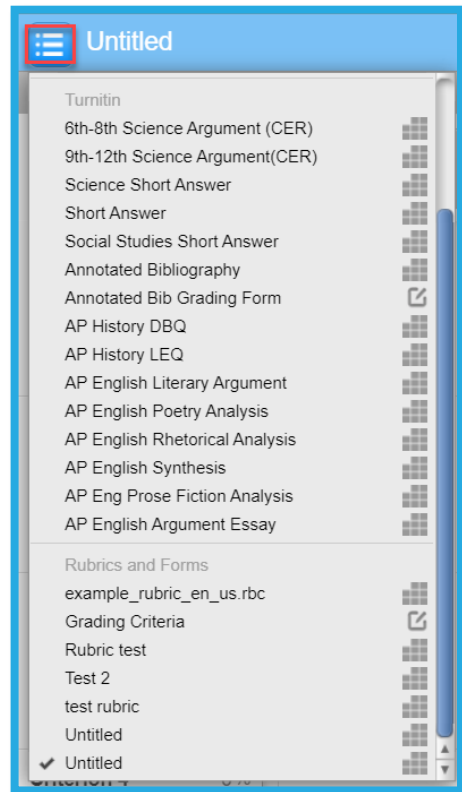 Untitled
Turnitin
6th-8th Science Argument (CER)
9th-12th Science Argument(CER)
Science Short Answer
Short Answer
Social Studies Short Answer
Annotated Bibliography
Annotated Bib Grading Form
AP History DBQ
AP History LEQ
AP English Literary Argument
AP English Poetry Analysis
AP English Rhetorical Analysis
AP English Synthesis
AP Eng Prose Fiction Analysis
AP English Argument Essay
Rubrics and Forms
example_rubric_en_us.rbc
Grading Criteria
Rubric test
Test 2
test rubric
Untitled
Untitled
Criterion 4